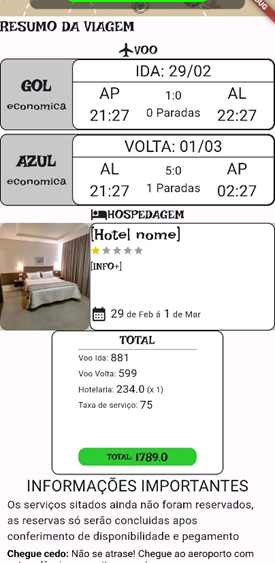 RESUMO DA VIAGEM
VOO
GOL
economica
IDA: 29/02
AP 1:0 AL
21:27 0 Paradas 22:27
AZUL
economica
VOLTA: 01/03
AL 5:0 AP
21:27 1 Paradas 02:27
HOSPEDAGEM
[Hotel nome]
[INFO+]
29 de Feb á 1 de Mar
TOTAL
Voo Ida: 881
Voo Volta: 599
Hotelaria: 234.0 (x 1)
Taxa de serviço: 75
TOTAL: 1789.0
INFORMAÇÕES IMPORTANTES
Os serviços sitados ainda não foram reservados,
as reservas só serão concluidas apos
conferimento de disponibilidade e pegamento
Chegue cedo: Não se atrase! Chegue ao aeroporto com